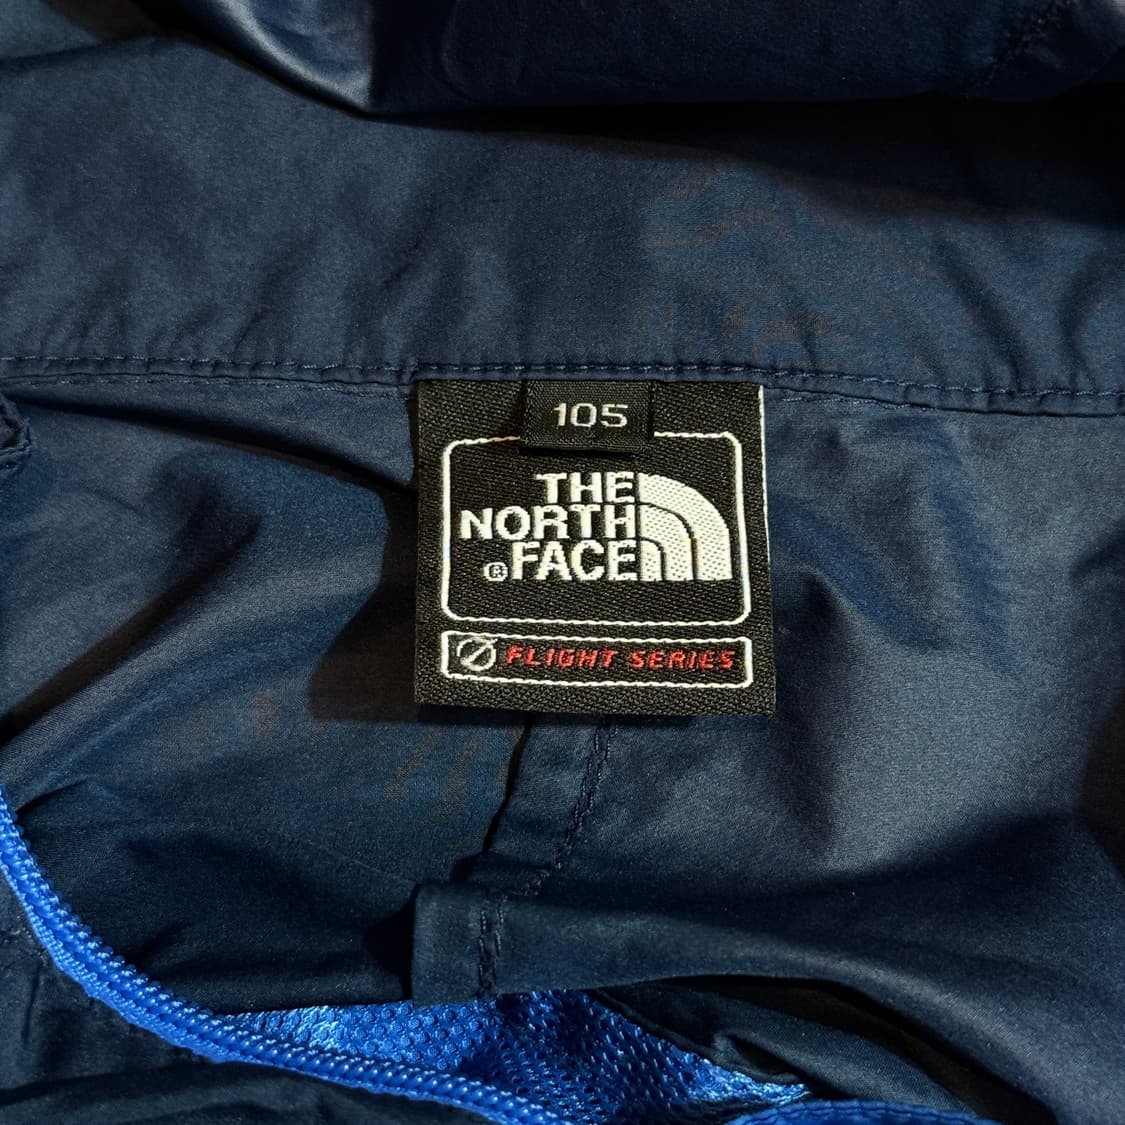 105
THE
NORTH
® FACE
FLIGHT SERIES